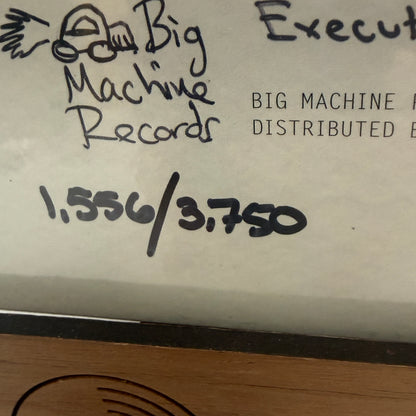 Big Execut
Machine
Records
BIG MACHINE
DISTRIBUTED
1,556/3,750